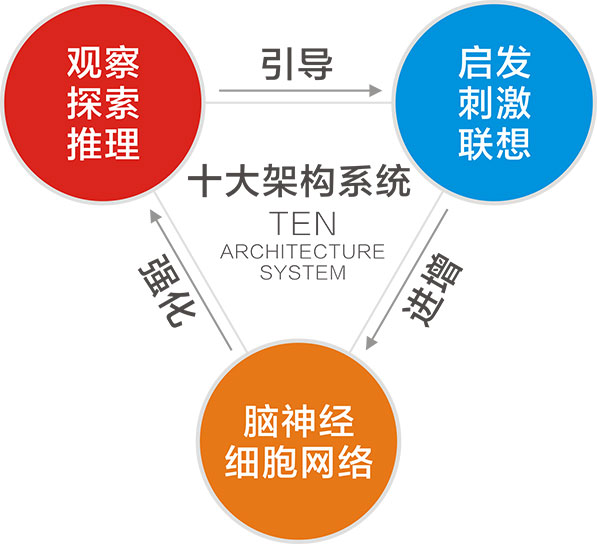 观察
探索
推理
引导
启发
刺激
联想
十大架构系统
TEN
ARCHITECTURE
SYSTEM
强化
进增
脑神经
细胞网络